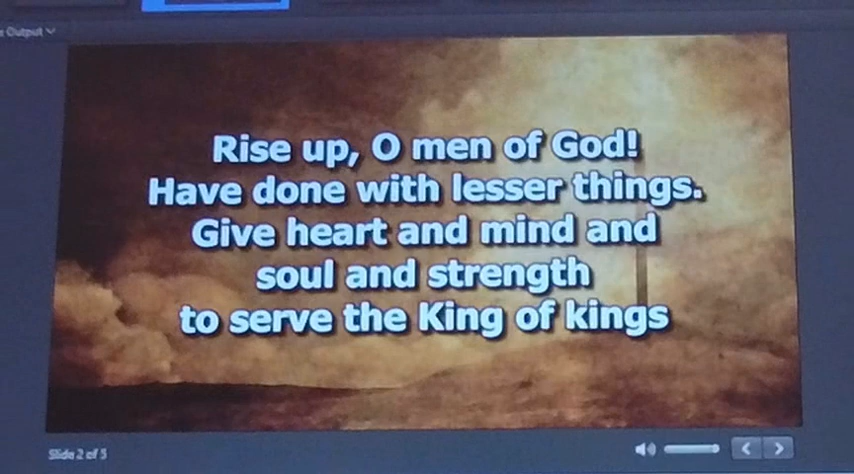 Output
Rise up, O men of God!
Have done with lesser things.
Give heart and mind and
soul and strength
to serve the King of kings
Slide 2 of 5